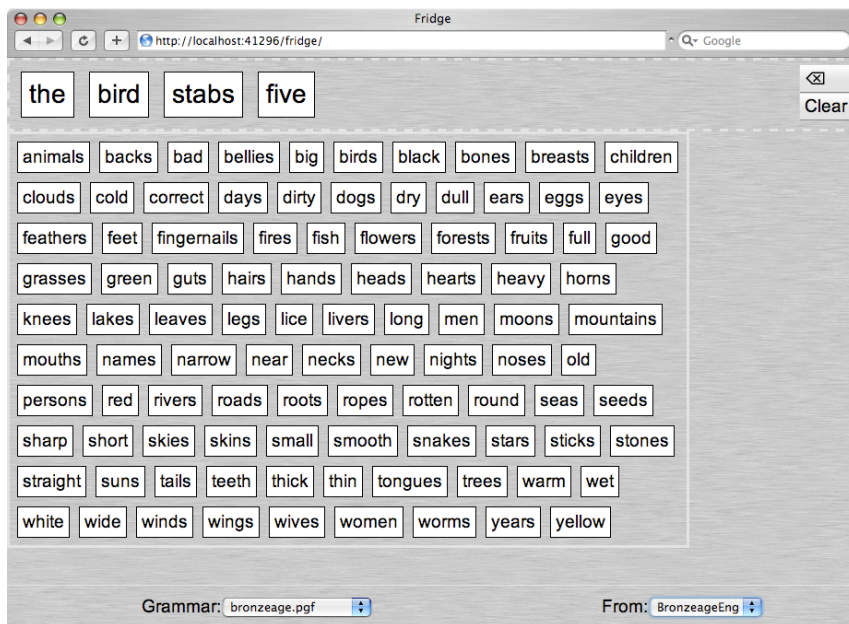 Fridge
http://localhost:41296/fridge/ Google
the bird stabs five
Clear
animals backs bad bellies big birds black bones breasts children
clouds cold correct days dirty dogs dry dull ears eggs eyes
feathers feet fingernails fires fish flowers forests fruits full good
grasses green guts hairs hands heads hearts heavy horns
knees lakes leaves legs lice livers long men moons mountains
mouths names narrow near necks new nights noses old
persons red rivers roads roots ropes rotten round seas seeds
sharp short skies skins small smooth snakes stars sticks stones
straight suns tails teeth thick thin tongues trees warm wet
white wide winds wings wives women worms years yellow
Grammar: bronzeage.pgf From: BronzeageEng